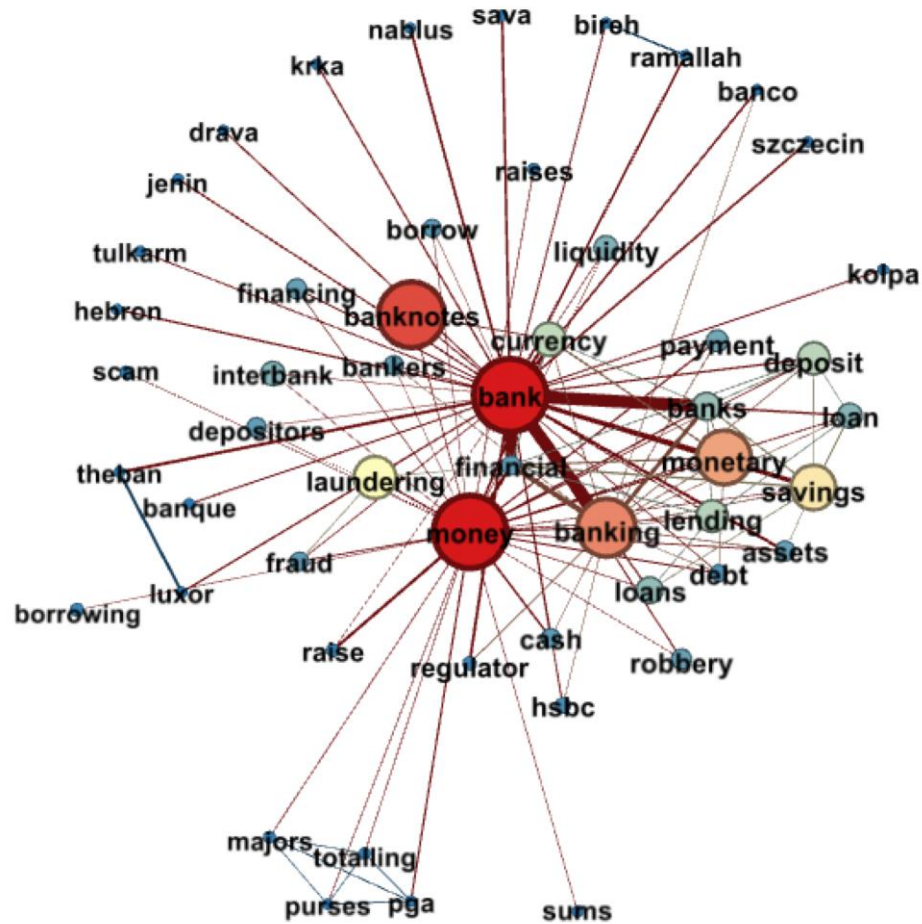 sava
nablus
bireh
ramallah
krka
banco
drava
szczecin
raises
jenin
borrow
liquidity
tulkarm
kolpa
financing
hebron
banknotes
currency
payment
deposit
scam
interbank
bankers
bank
banks
loan
depositors
theban
laundering
financial
monetary
savings
banque
money
banking
lending
assets
fraud
debt
luxor
loans
borrowing
raise
regulator
cash
robbery
hsbc
majors
totalling
purses
pga
sums